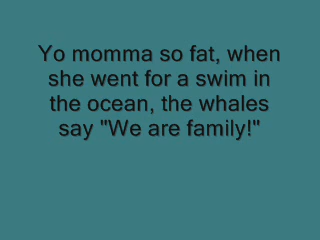 Yo momma so fat, when
she went for a swim in
the ocean, the whales
say "We are family!"